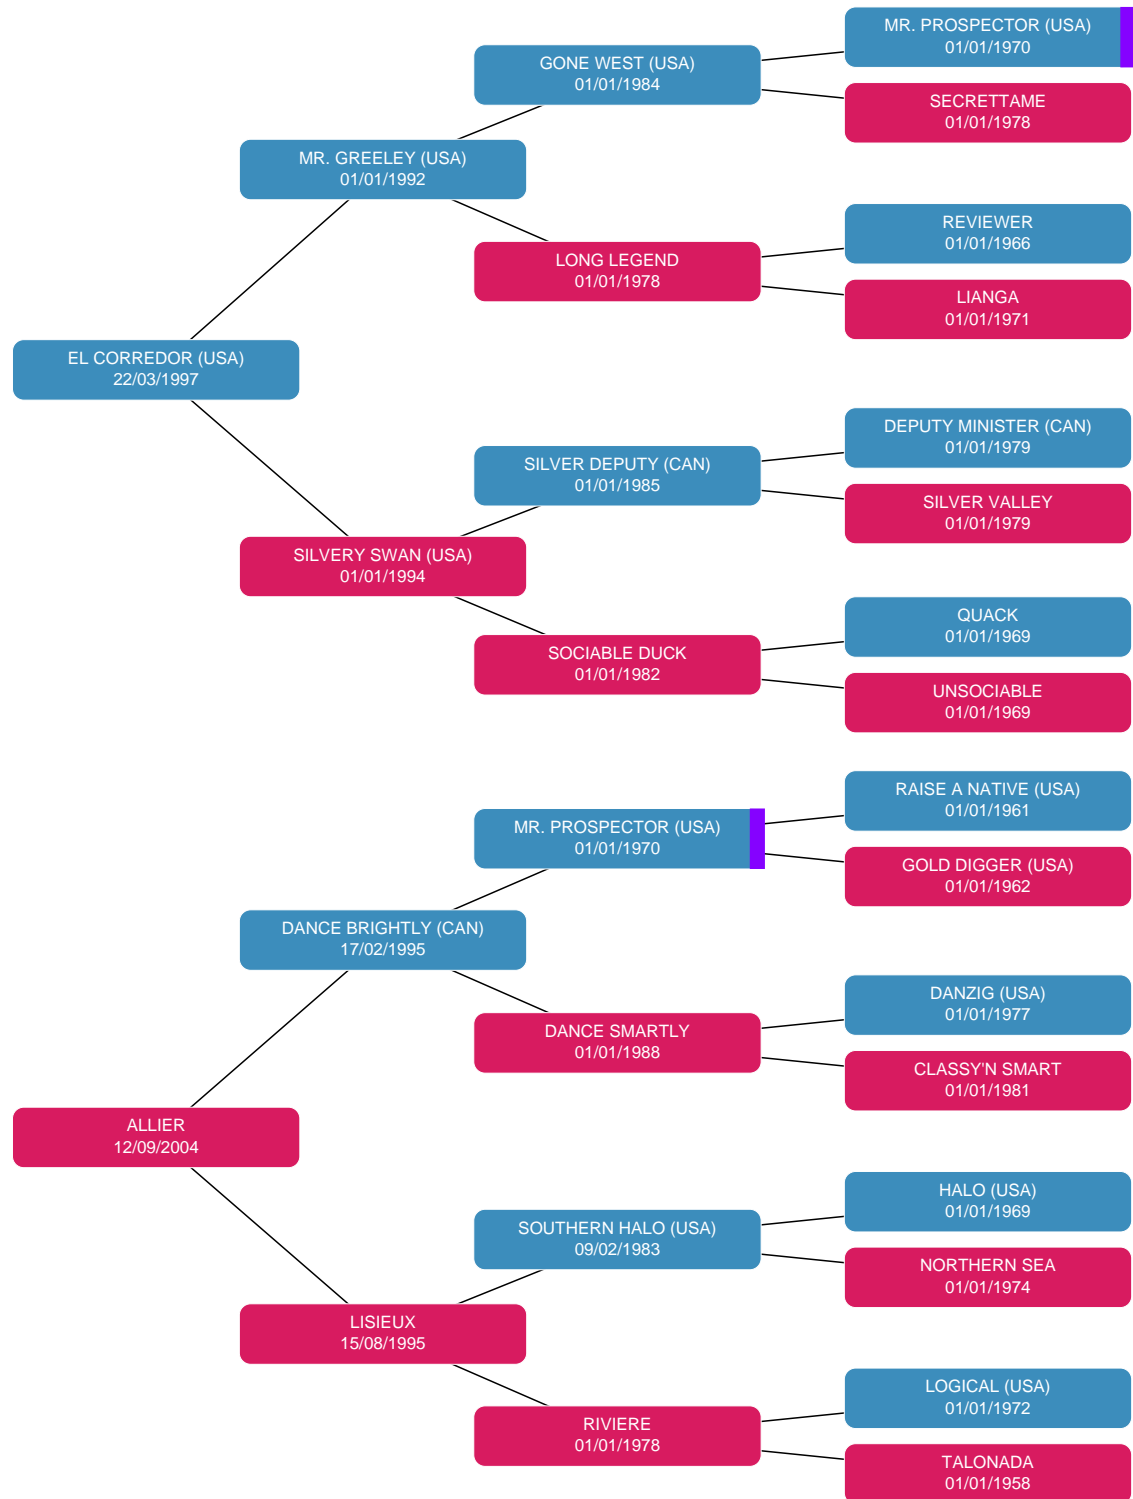 MR. PROSPECTOR (USA)
01/01/1970
GONE WEST (USA)
01/01/1984
SECRETTAME
01/01/1978
MR. GREELEY (USA)
01/01/1992
REVIEWER
01/01/1966
LONG LEGEND
01/01/1978
LIANGA
01/01/1971
EL CORREDOR (USA)
22/03/1997
DEPUTY MINISTER (CAN)
01/01/1979
SILVER DEPUTY (CAN)
01/01/1985
SILVER VALLEY
01/01/1979
SILVERY SWAN (USA)
01/01/1994
QUACK
01/01/1969
SOCIABLE DUCK
01/01/1982
UNSOCIABLE
01/01/1969
RAISE A NATIVE (USA)
01/01/1961
MR. PROSPECTOR (USA)
01/01/1970
GOLD DIGGER (USA)
01/01/1962
DANCE BRIGHTLY (CAN)
17/02/1995
DANZIG (USA)
01/01/1977
DANCE SMARTLY
01/01/1988
CLASSY'N SMART
01/01/1981
ALLIER
12/09/2004
HALO (USA)
01/01/1969
SOUTHERN HALO (USA)
09/02/1983
NORTHERN SEA
01/01/1974
LISIEUX
15/08/1995
LOGICAL (USA)
01/01/1972
RIVIERE
01/01/1978
TALONADA
01/01/1958